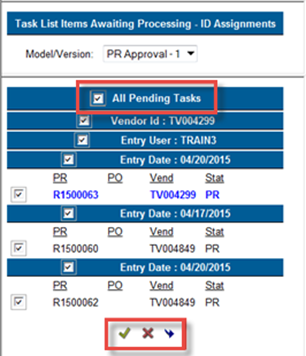 Task List Items Awaiting Processing - ID Assignments
Model/Version: PR Approval - 1
All Pending Tasks
Vendor Id : TV004299
Entry User : TRAIN3
Entry Date : 04/20/2015
PR PO Vend Stat
R1500063 TV004299 PR
Entry Date : 04/17/2015
PR PO Vend Stat
R1500060 TV004849 PR
Entry Date : 04/20/2015
PR PO Vend Stat
R1500062 TV004849 PR